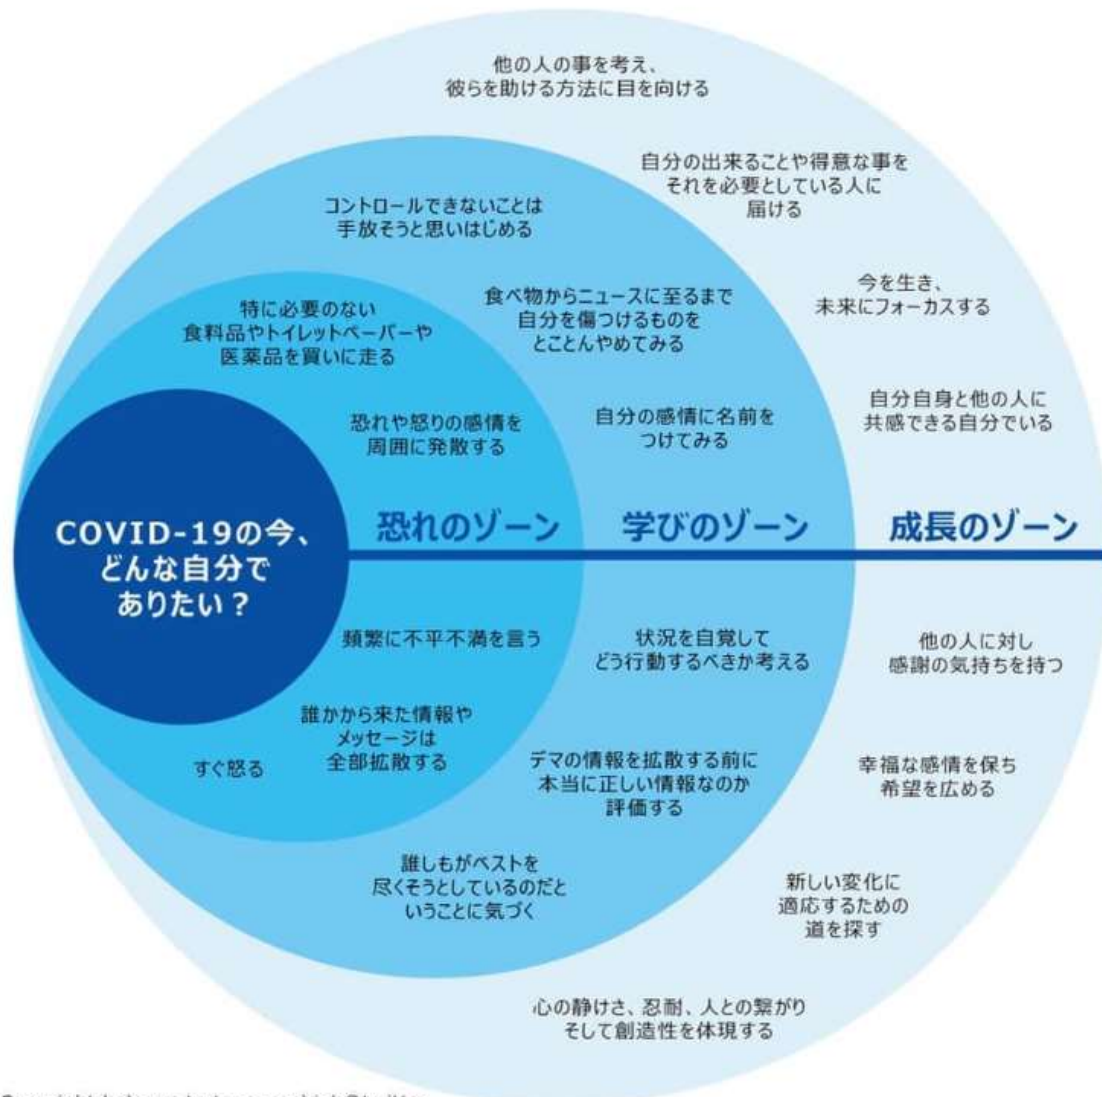 他の人の事を考え、
彼らを助ける方法に目を向ける
自分の出来ることや得意な事を
それを必要としている人に
届ける
コントロールできないことは
手放そうと思いはじめる
今を生き、
未来にフォーカスする
食べ物からニュースに至るまで
自分を傷つけるものを
とことんやめてみる
特に必要のない
食料品やトイレットペーパーや
医薬品を買いに走る
自分自身と他の人に
共感できる自分でいる
自分の感情に名前を
つけてみる
恐れや怒りの感情を
周囲に発散する
COVID-19の今、
どんな自分で
ありたい?
恐れのゾーン
学びのゾーン
成長のゾーン
頻繁に不平不満を言う
状況を自覚して
どう行動するべきか考える
他の人に対し
感謝の気持ちを持つ
誰かから来た情報や
メッセージは
全部拡散する
すぐ怒る
デマの情報を拡散する前に
本当に正しい情報なのか
評価する
幸福な感情を保ち
希望を広める
誰しもがベストを
尽くそうとしているのだと
いうことに気づく
新しい変化に
適応するための
道を探す
心の静けさ、忍耐、人との繋がり
そして創造性を体現する